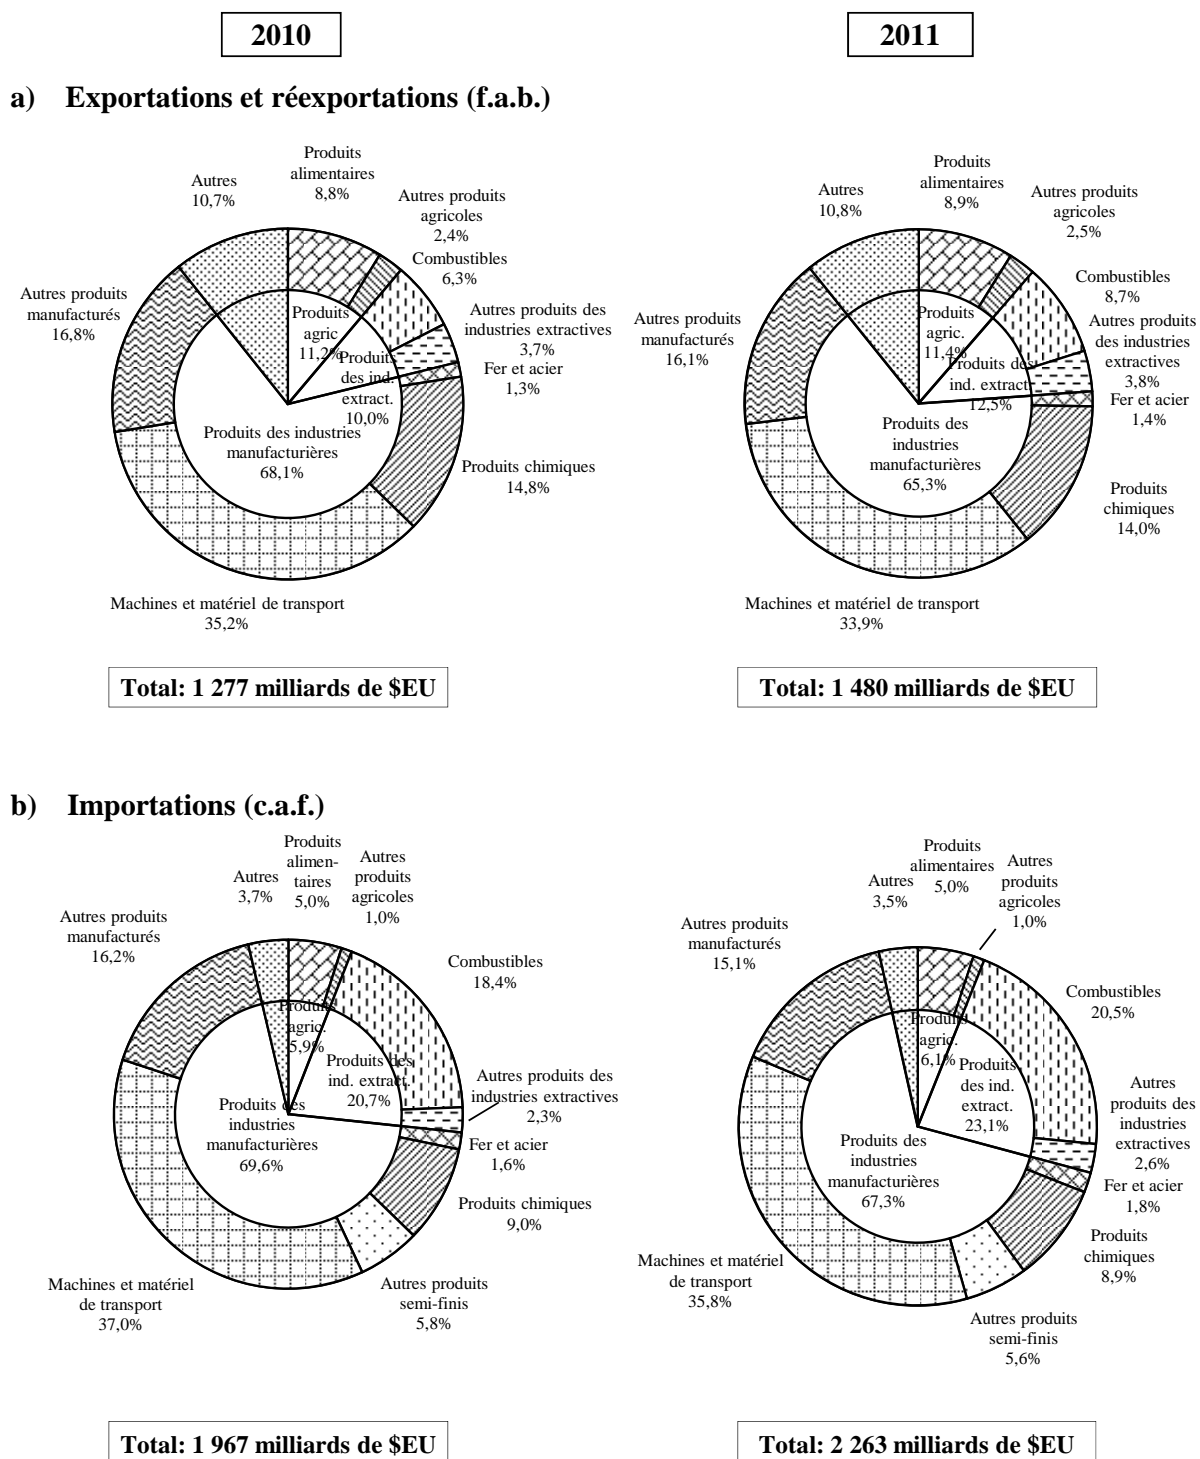 2010
2011
a) Exportations et réexportations (f.a.b.)
Produits
alimentaires
8,8%
Autres
10,7%
Autres produits
agricoles
2,4%
Combustibles
6,3%
Autres produits
manufacturés
16,8%
Autres produits des
industries extractives
3,7%
Fer et acier
1,3%
Produits
agric
11,2%
Produits
des ind.
extract.
10,0%
Produits des industries
manufacturières
68,1%
Produits chimiques
14,8%
Machines et matériel de transport
35,2%
Total: 1 277 milliards de $EU
Produits
alimentaires
8,9%
Autres
10,8%
Autres produits
agricoles
2,5%
Combustibles
8,7%
Autres produits
manufacturés
16,1%
Autres produits
des industries
extractives
3,8%
Fer et acier
1,4%
Produits
agric.
11,4%
Produits des
ind. extract.
12,5%
Produits des
industries
manufacturières
65,3%
Produits
chimiques
14,0%
Machines et matériel de transport
33,9%
Total: 1 480 milliards de $EU
b) Importations (c.a.f.)
Produits
alimen-
taires
5,0%
Autres
3,7%
Autres
produits
agricoles
1,0%
Autres produits
manufacturés
16,2%
Combustibles
18,4%
Produits
agric.
5,9%
Produits des
ind. extract.
20,7%
Autres produits des
industries extractives
2,3%
Produits des
industries
manufacturières
69,6%
Fer et acier
1,6%
Produits chimiques
9,0%
Machines et matériel
de transport
37,0%
Autres produits
semi-finis
5,8%
Total: 1 967 milliards de $EU
Produits
alimentaires
5,0%
Autres
3,5%
Autres
produits
agricoles
1,0%
Autres produits
manufacturés
15,1%
Combustibles
20,5%
Produits
agric.
6,1%
Produits
des ind.
extract.
23,1%
Autres
produits des
industries
extractives
2,6%
Produits des
industries
manufacturières
67,3%
Fer et acier
1,8%
Produits
chimiques
8,9%
Machines et matériel
de transport
35,8%
Autres produits
semi-finis
5,6%
Total: 2 263 milliards de $EU